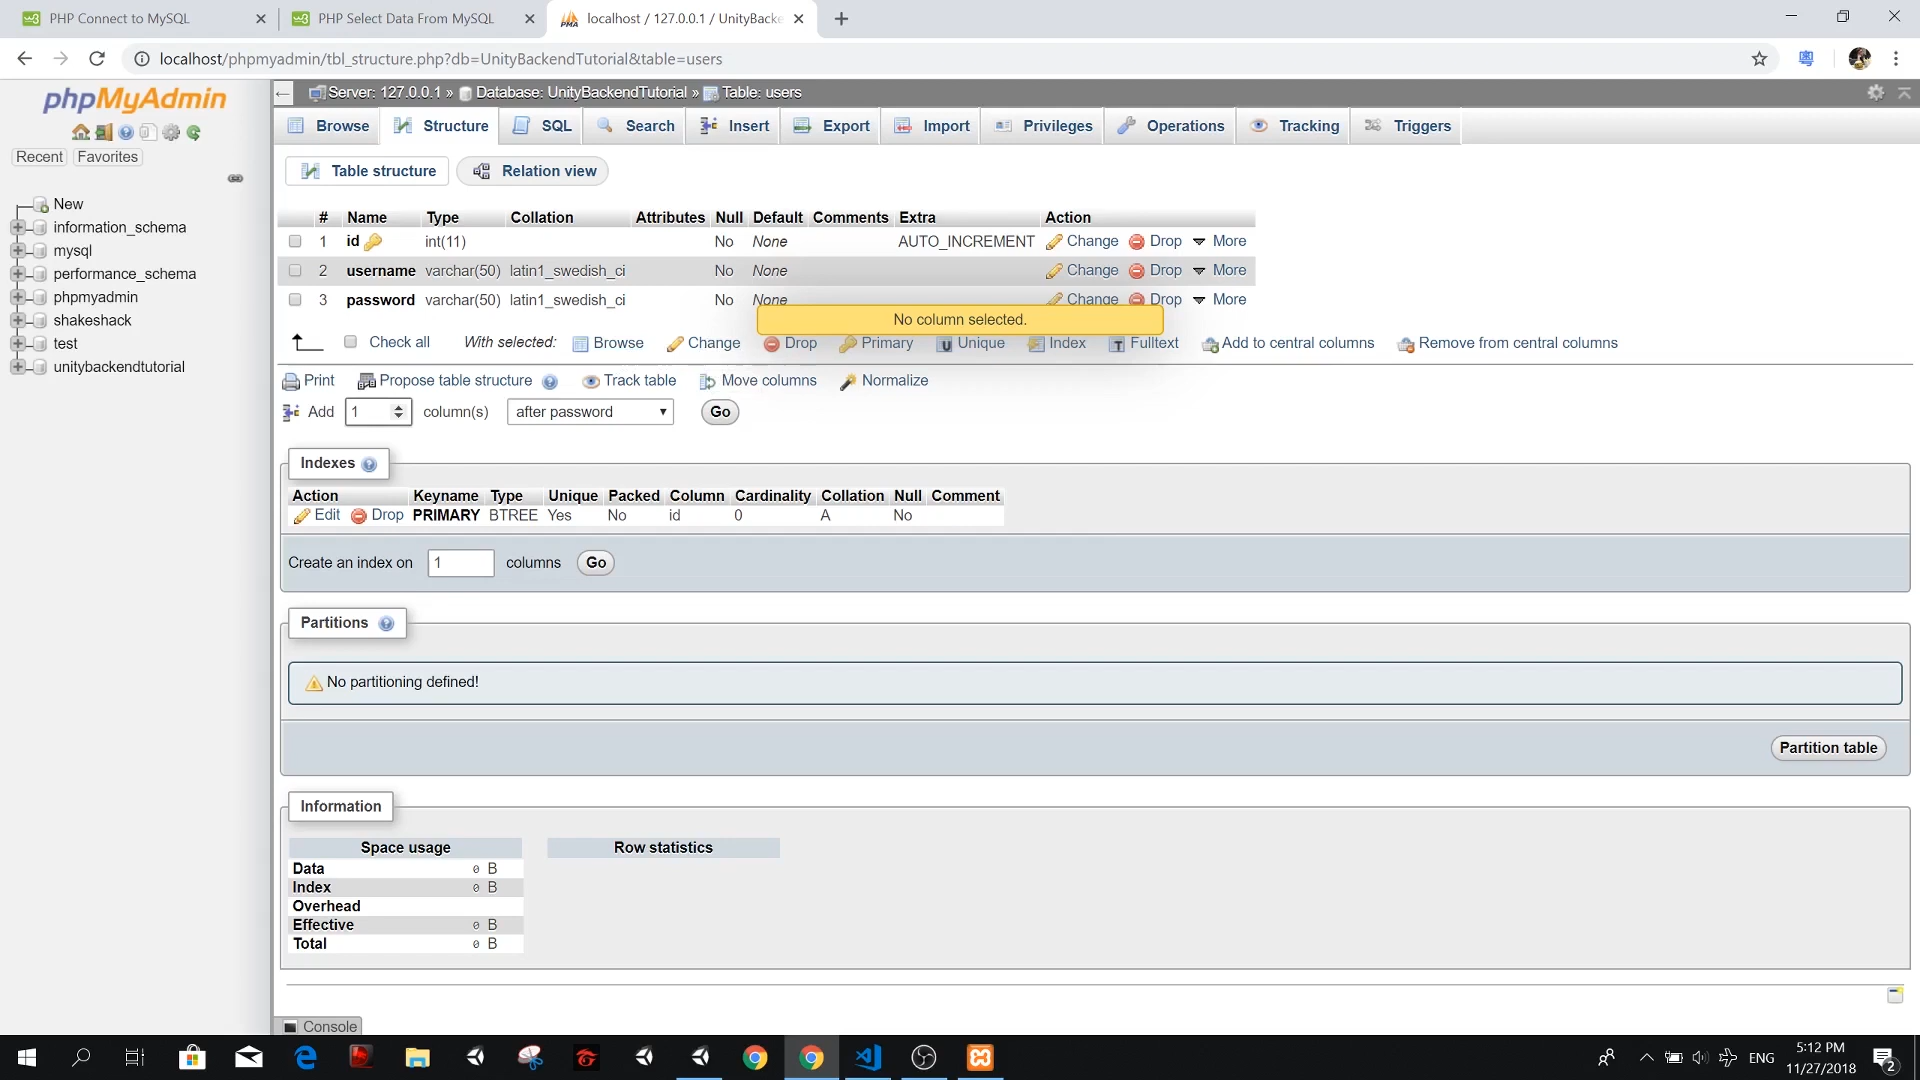 PHP Connect to MySQL
PHP Select Data From MySQL
localhost / 127.0.0.1 / UnityBacke
localhost/phpmyadmin/tbl_structure.php?db=UnityBackendTutorial&table=users
phpMyAdmin
Recent Favorites
New
information_schema
mysql
performance_schema
phpmyadmin
shakeshack
test
unitybackendtutorial
Server: 127.0.0.1 » Database: UnityBackendTutorial » Table: users
Browse Structure SQL Search Insert Export Import Privileges Operations Tracking Triggers
Table structure Relation view
# Name Type Collation Attributes Null Default Comments Extra Action
1 id int(11) No None AUTO_INCREMENT Change Drop More
2 username varchar(50) latin1_swedish_ci No None Change Drop More
3 password varchar(50) latin1_swedish_ci No None Change Drop More
No column selected.
Check all With selected: Browse Change Drop Primary Unique Index Fulltext Add to central columns Remove from central columns
Print Propose table structure Track table Move columns Normalize
Add 1 column(s) after password Go
Indexes
Action Keyname Type Unique Packed Column Cardinality Collation Null Comment
Edit Drop PRIMARY BTREE Yes No id 0 A No
Create an index on 1 columns Go
Partitions
No partitioning defined!
Partition table
Information
Space usage
Data 0 B
Index 0 B
Overhead
Effective 0 B
Total 0 B
Row statistics
Console
ENG
5:12 PM
11/27/2018
2